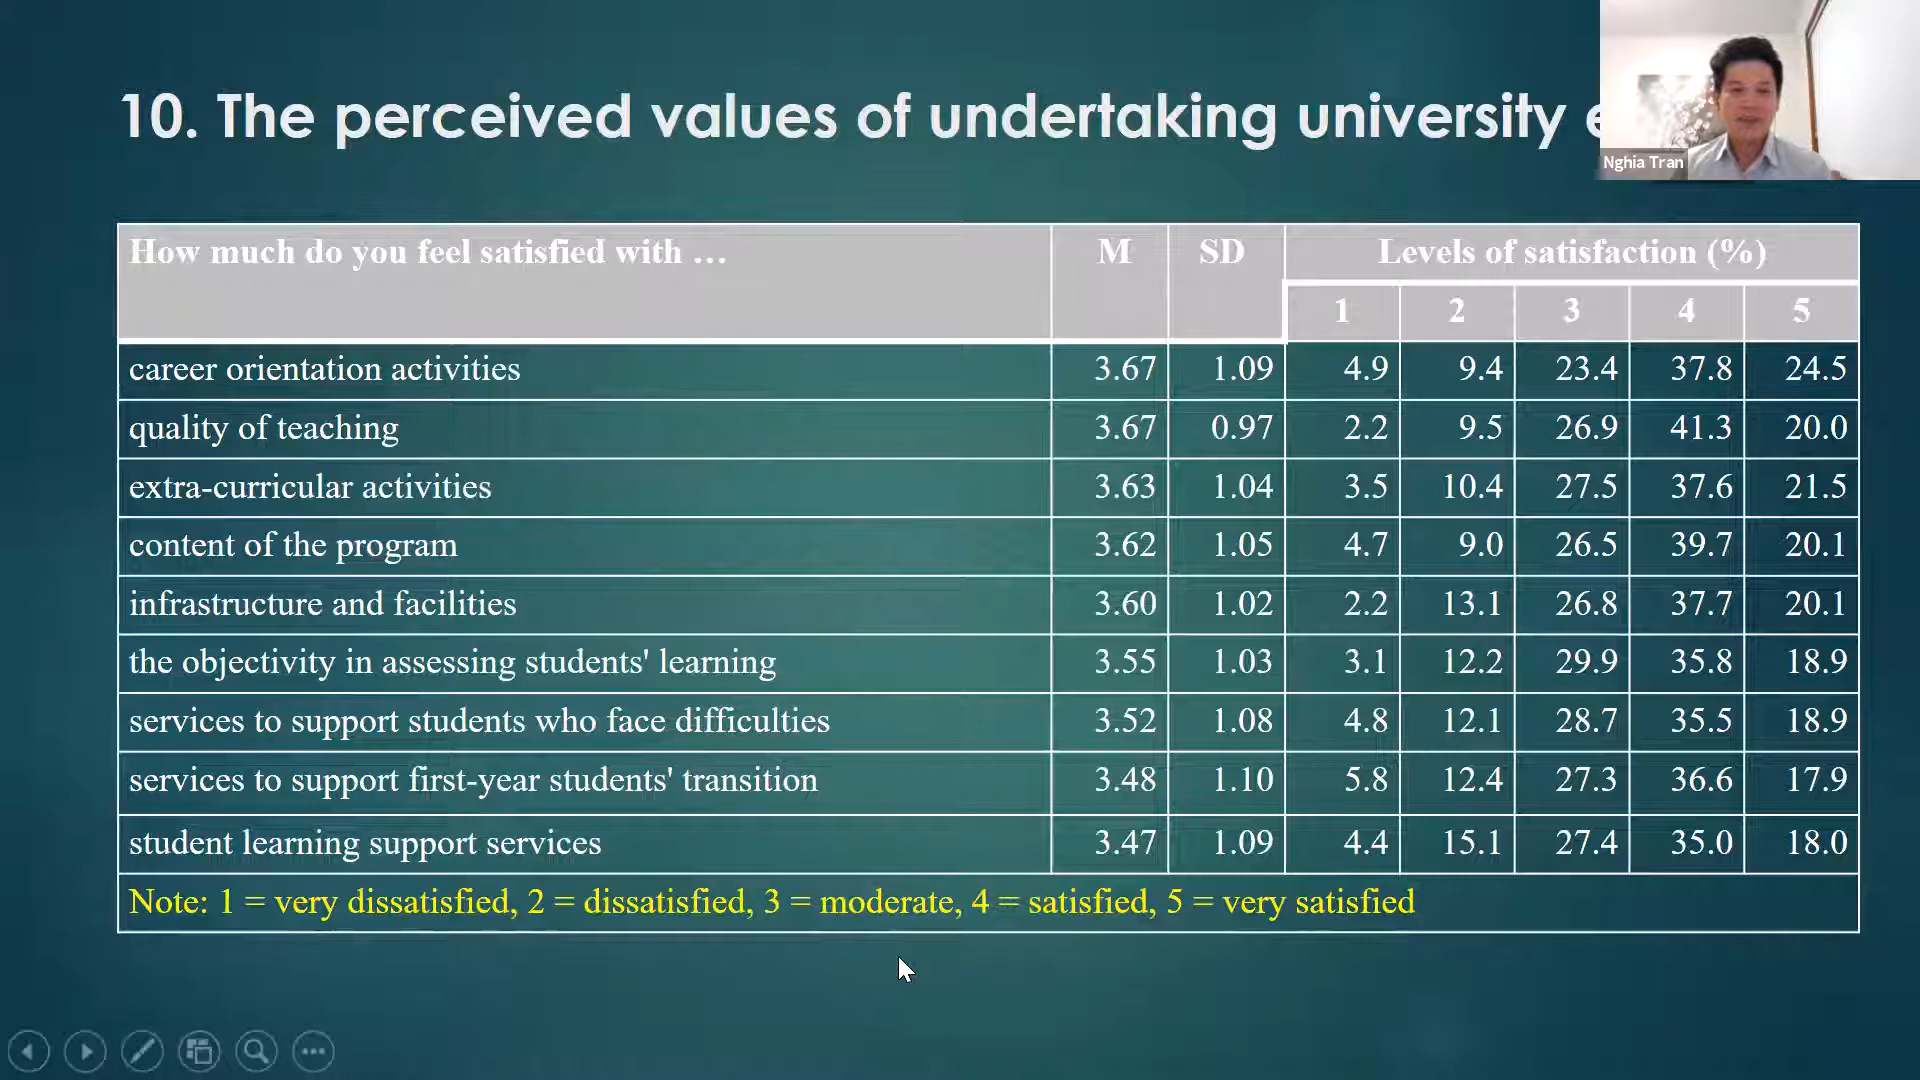 10. The perceived values of undertaking university
Nghia Tran
How much do you feel satisfied with … M SD Levels of satisfaction (%)
1 2 3 4 5
career orientation activities 3.67 1.09 4.9 9.4 23.4 37.8 24.5
quality of teaching 3.67 0.97 2.2 9.5 26.9 41.3 20.0
extra-curricular activities 3.63 1.04 3.5 10.4 27.5 37.6 21.5
content of the program 3.62 1.05 4.7 9.0 26.5 39.7 20.1
infrastructure and facilities 3.60 1.02 2.2 13.1 26.8 37.7 20.1
the objectivity in assessing students' learning 3.55 1.03 3.1 12.2 29.9 35.8 18.9
services to support students who face difficulties 3.52 1.08 4.8 12.1 28.7 35.5 18.9
services to support first-year students' transition 3.48 1.10 5.8 12.4 27.3 36.6 17.9
student learning support services 3.47 1.09 4.4 15.1 27.4 35.0 18.0
Note: 1 = very dissatisfied, 2 = dissatisfied, 3 = moderate, 4 = satisfied, 5 = very satisfied